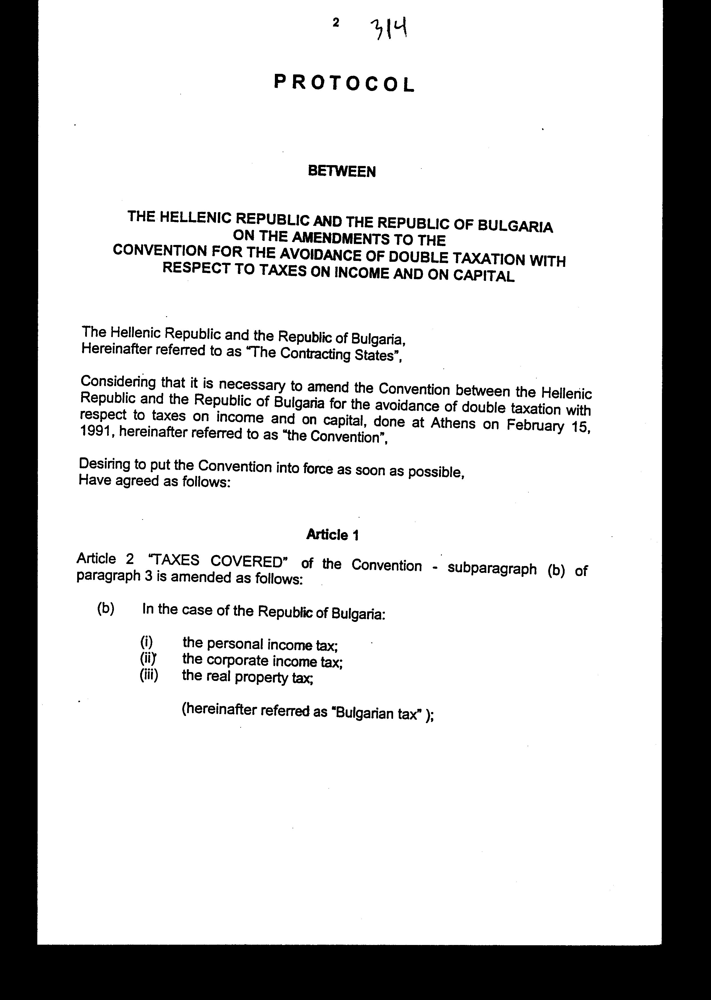 2 314
PROTOCOL
BETWEEN
THE HELLENIC REPUBLIC AND THE REPUBLIC OF BULGARIA
ON THE AMENDMENTS TO THE
CONVENTION FOR THE AVOIDANCE OF DOUBLE TAXATION WITH
RESPECT TO TAXES ON INCOME AND ON CAPITAL
The Hellenic Republic and the Republic of Bulgaria,
Hereinafter referred to as “The Contracting States”,
Considering that it is necessary to amend the Convention between the Hellenic
Republic and the Republic of Bulgaria for the avoidance of double taxation with
respect to taxes on income and on capital, done at Athens on February 15,
1991, hereinafter referred to as “the Convention”,
Desiring to put the Convention into force as soon as possible,
Have agreed as follows:
Article 1
Article 2 “TAXES COVERED” of the Convention - subparagraph (b) of
paragraph 3 is amended as follows:
(b) In the case of the Republic of Bulgaria:
(i) the personal income tax;
(ii) the corporate income tax;
(iii) the real property tax;
(hereinafter referred as “Bulgarian tax” );